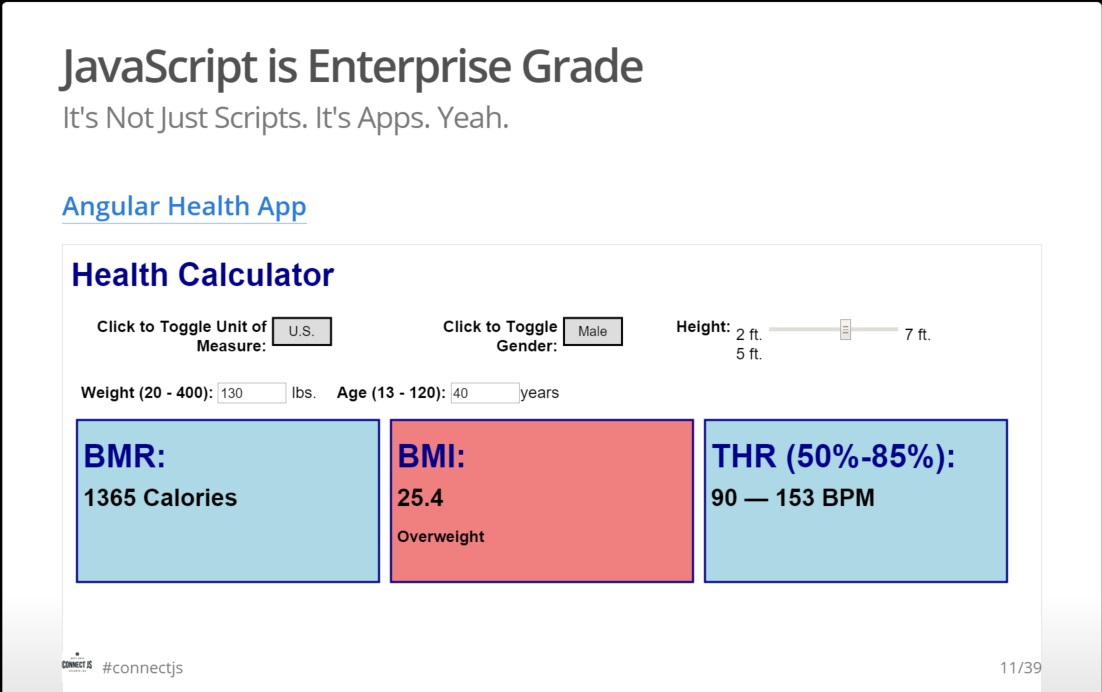 JavaScript is Enterprise Grade
It's Not Just Scripts. It's Apps. Yeah.
Angular Health App
Health Calculator
Click to Toggle Unit of Measure:
U.S.
Click to Toggle Gender:
Male
Height:
2 ft.
7 ft.
5 ft.
Weight (20 - 400): 130 lbs.
Age (13 - 120): 40 years
BMR:
1365 Calories
BMI:
25.4
Overweight
THR (50%-85%):
90 — 153 BPM
CONNECT JS
#connectjs
11/39